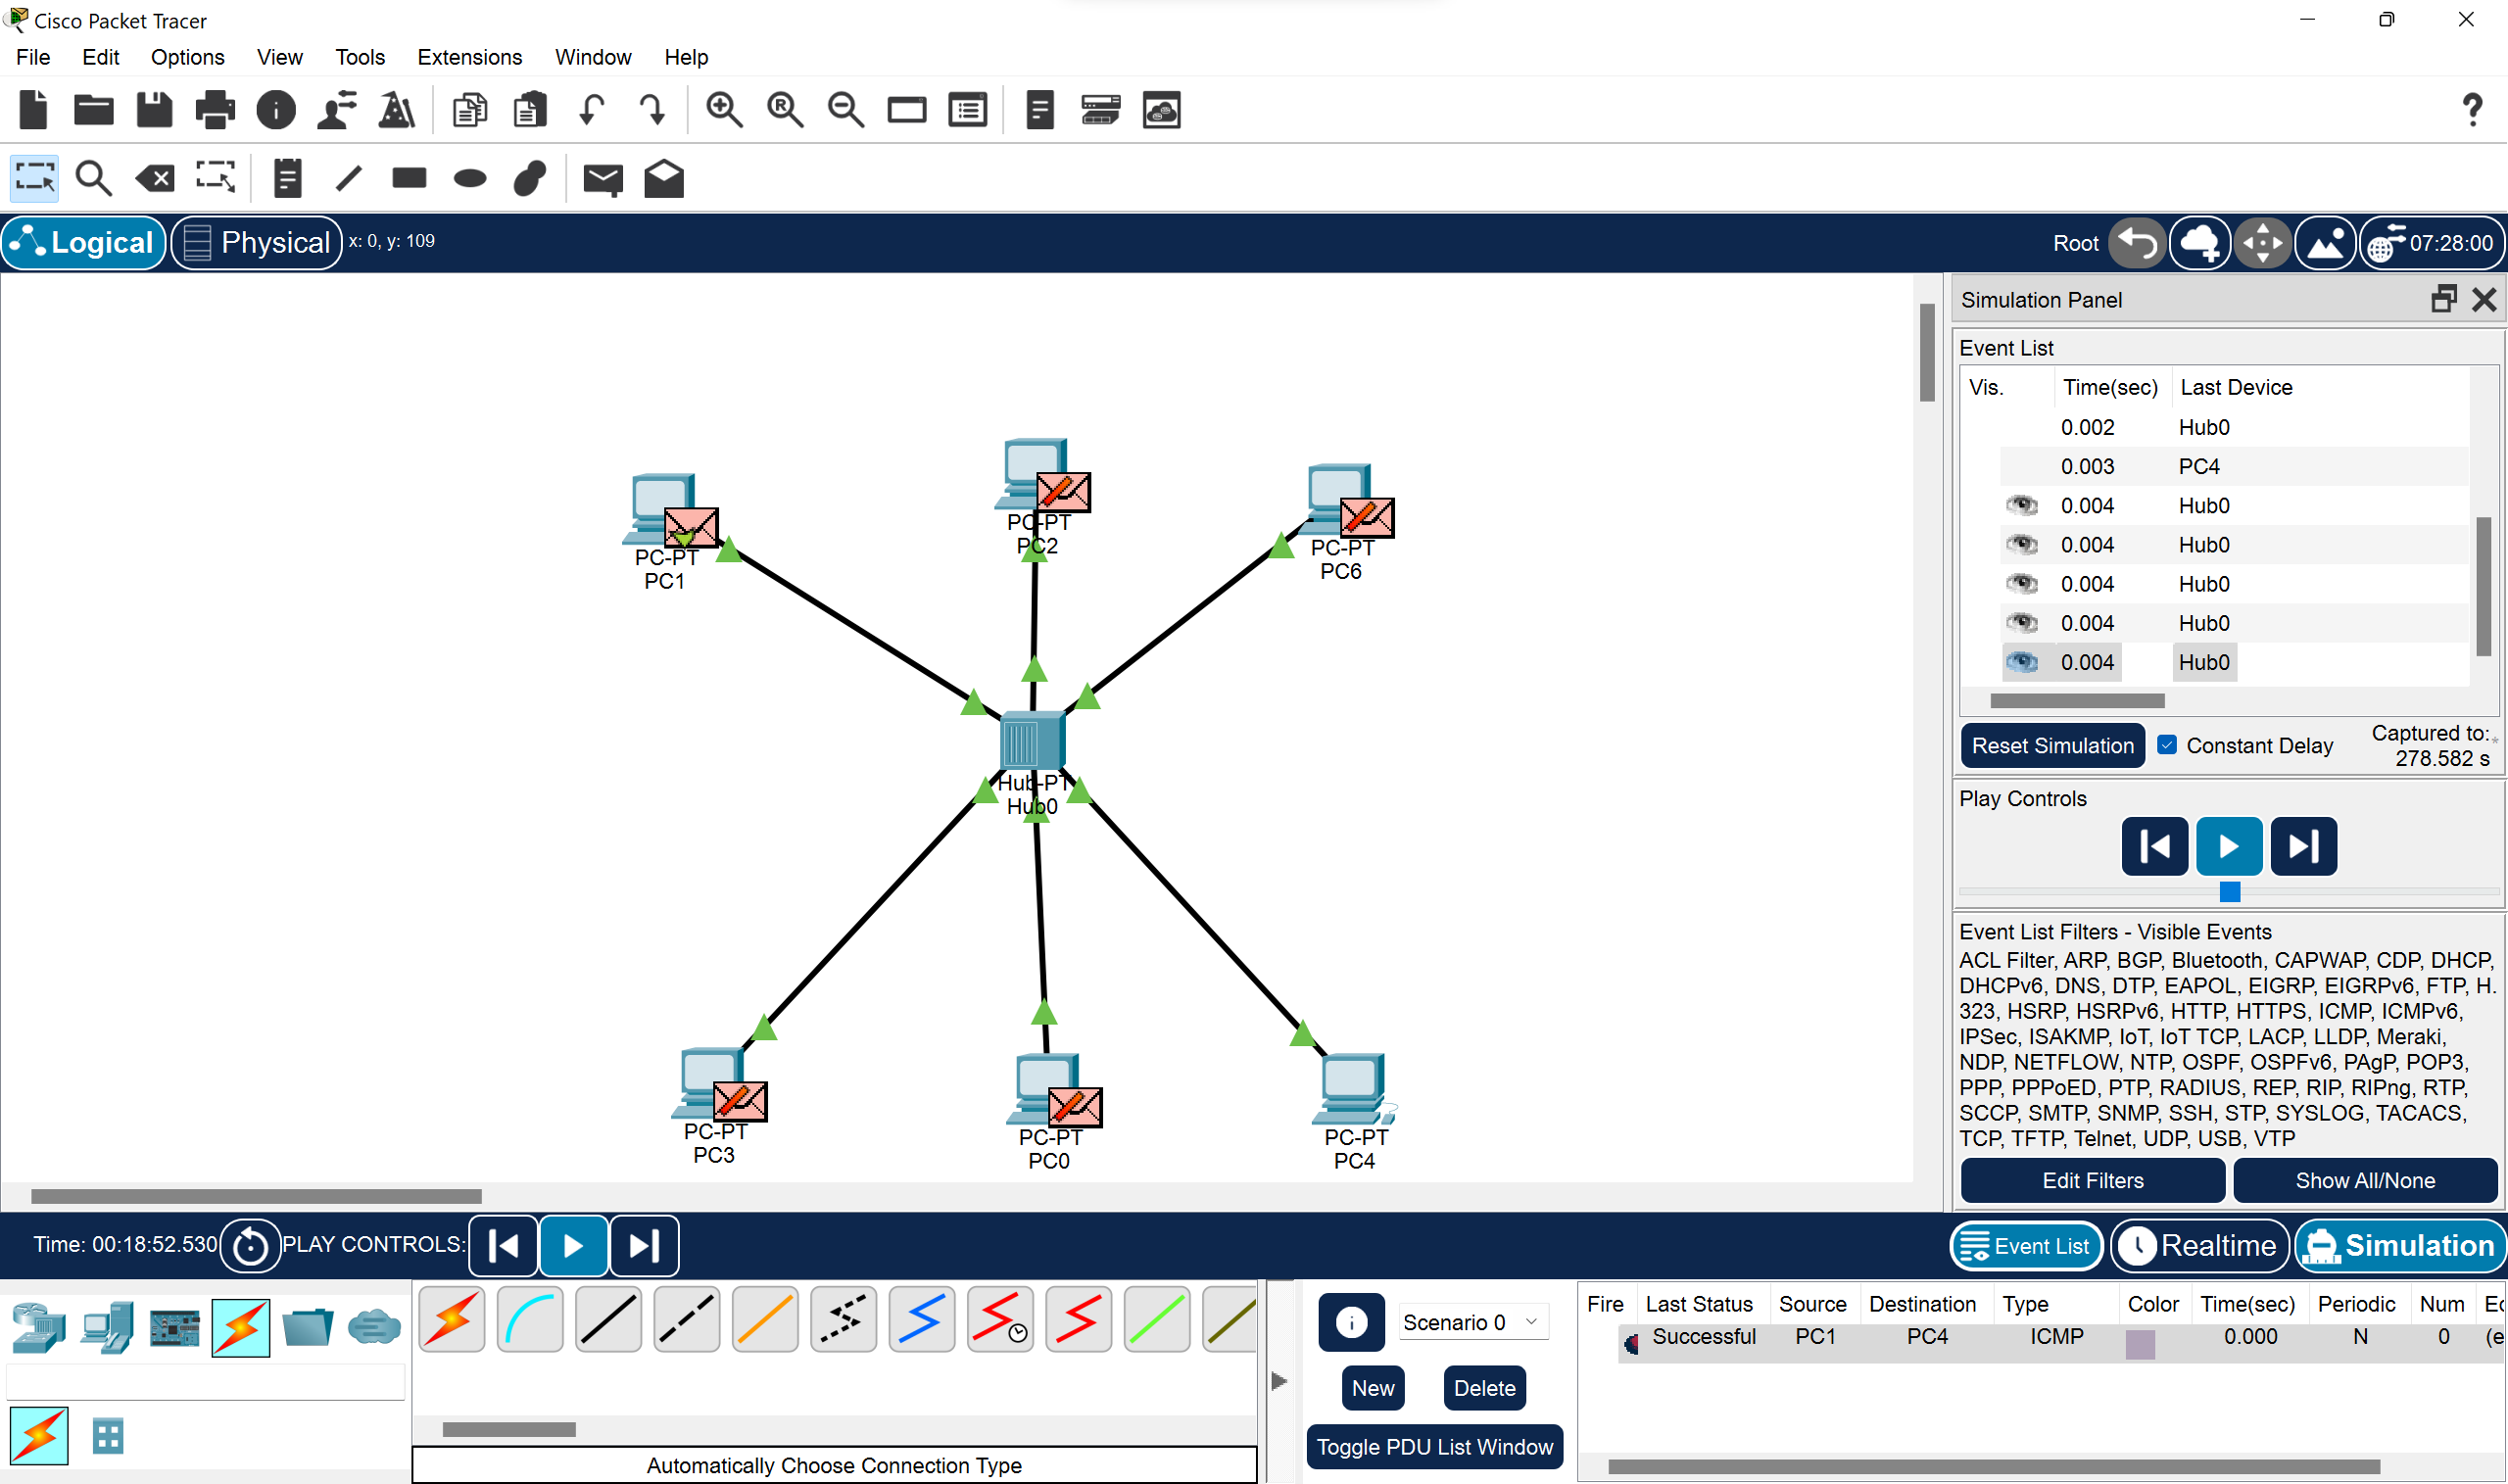 Cisco Packet Tracer
File Edit Options View Tools Extensions Window Help
Logical Physical x: 0, y: 109 Root 07:28:00
Simulation Panel
Event List
Vis. Time(sec) Last Device
0.002 Hub0
0.003 PC4
0.004 Hub0
0.004 Hub0
0.004 Hub0
0.004 Hub0
0.004 Hub0
Reset Simulation Constant Delay Captured to:*
278.582 s
Play Controls
Event List Filters - Visible Events
ACL Filter, ARP, BGP, Bluetooth, CAPWAP, CDP, DHCP,
DHCPv6, DNS, DTP, EAPOL, EIGRP, EIGRPv6, FTP, H.
323, HSRP, HSRPv6, HTTP, HTTPS, ICMP, ICMPv6,
IPSec, ISAKMP, IoT, IoT TCP, LACP, LLDP, Meraki,
NDP, NETFLOW, NTP, OSPF, OSPFv6, PAgP, POP3,
PPP, PPPoED, PTP, RADIUS, REP, RIP, RIPng, RTP,
SCCP, SMTP, SNMP, SSH, STP, SYSLOG, TACACS,
TCP, TFTP, Telnet, UDP, USB, VTP
Edit Filters Show All/None
PC-PT
PC1
PC-PT
PC2
PC-PT
PC6
Hub-PT
Hub0
PC-PT
PC3
PC-PT
PC0
PC-PT
PC4
Time: 00:18:52.530 PLAY CONTROLS:
Event List Realtime Simulation
Automatically Choose Connection Type
Scenario 0
New Delete
Toggle PDU List Window
Fire Last Status Source Destination Type Color Time(sec) Periodic Num
Successful PC1 PC4 ICMP 0.000 N 0 (e